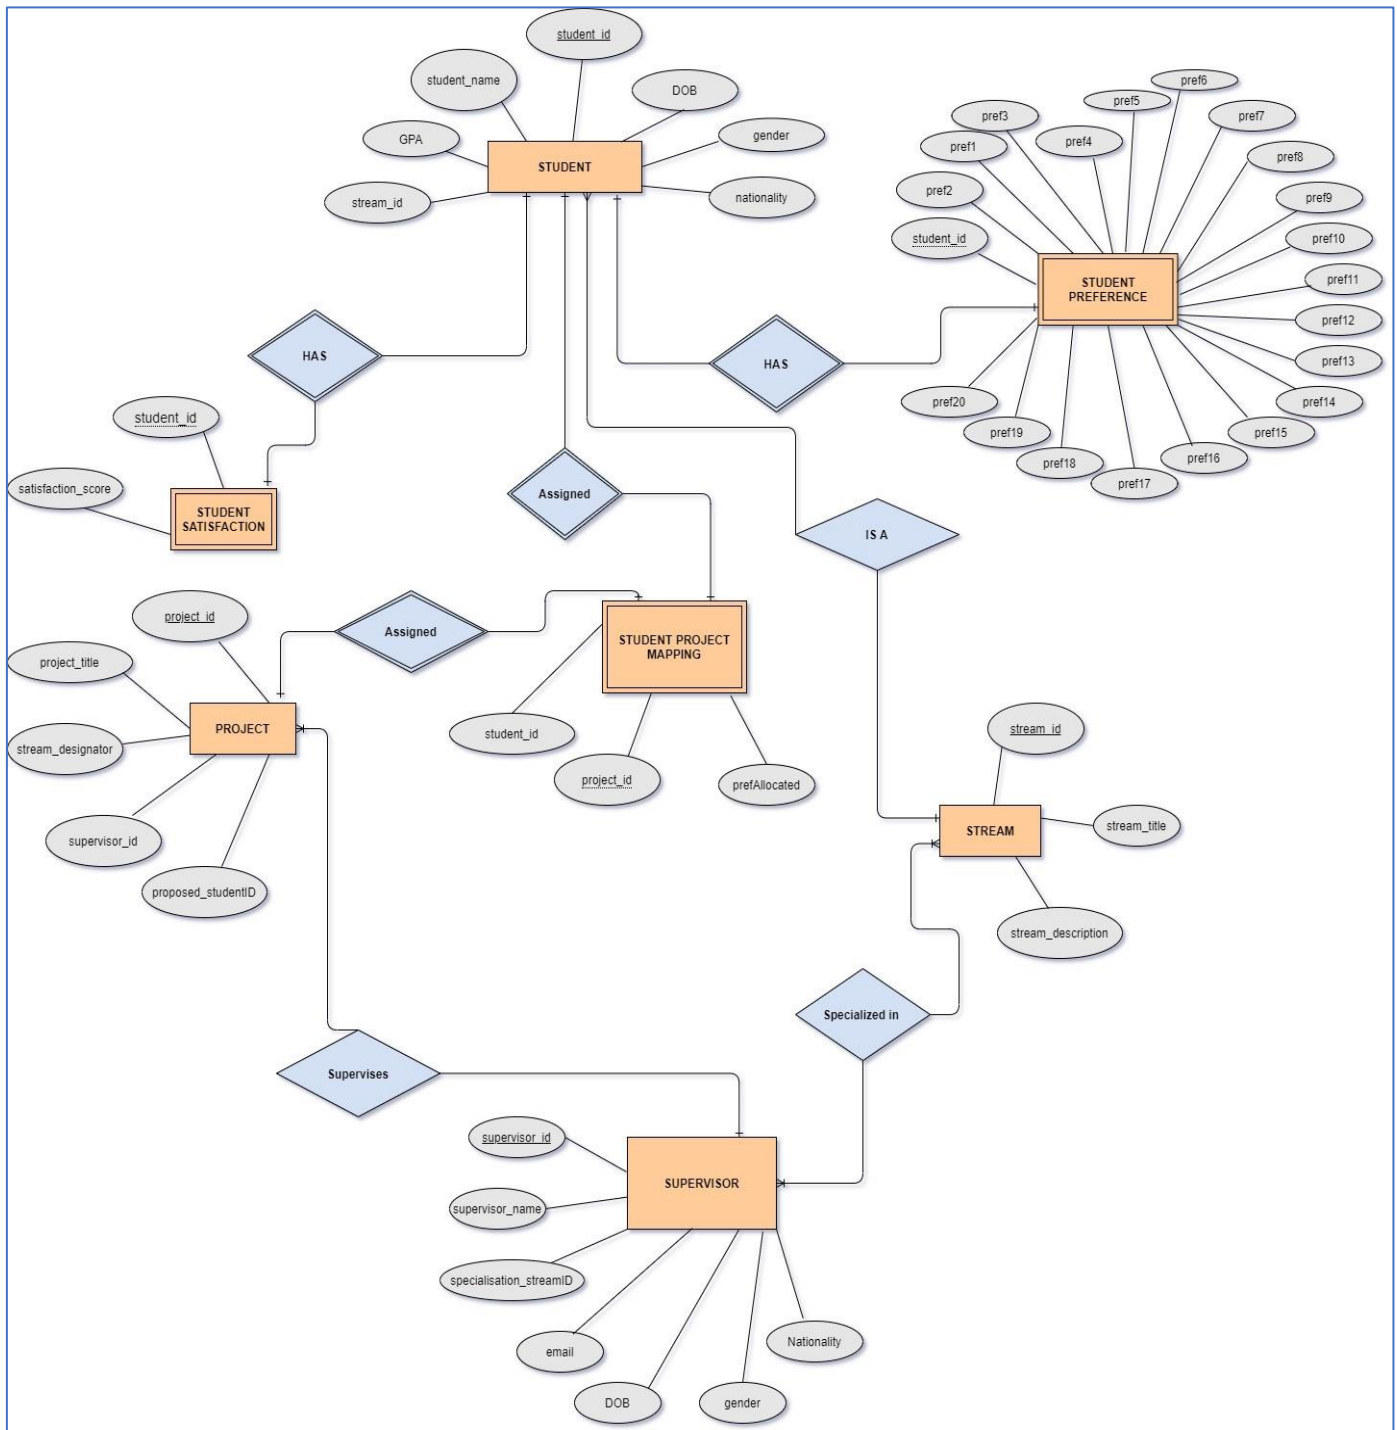 student_id
student_name
DOB
GPA
gender
STUDENT
stream_id
nationality
pref6
pref5
pref3
pref7
pref4
pref1
pref8
pref2
pref9
student_id
pref10
STUDENT
PREFERENCE
pref11
pref12
pref13
pref14
pref15
pref16
pref17
pref18
pref19
pref20
HAS
HAS
student_id
satisfaction_score
STUDENT
SATISFACTION
Assigned
IS A
project_id
Assigned
STUDENT PROJECT
MAPPING
project_title
PROJECT
stream_designator
student_id
project_id
prefAllocated
supervisor_id
proposed_studentID
stream_id
STREAM
stream_title
stream_description
Specialized in
Supervises
supervisor_id
SUPERVISOR
supervisor_name
specialisation_streamID
email
Nationality
DOB
gender